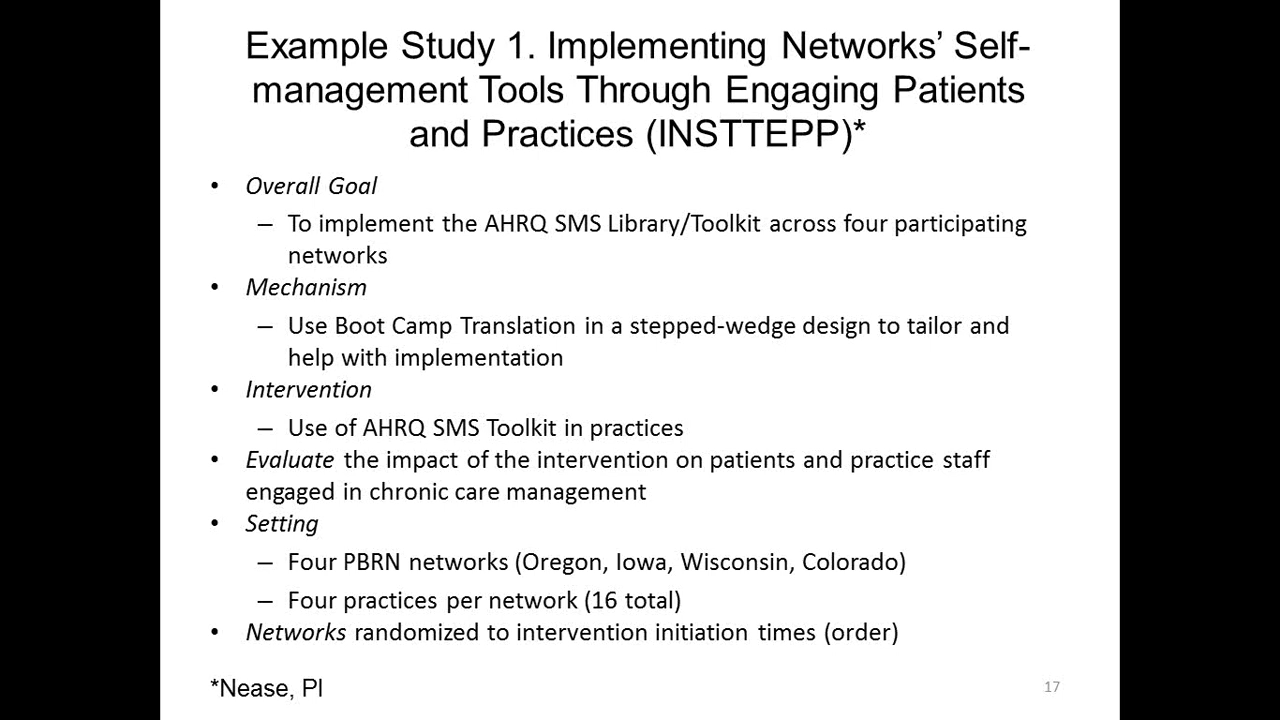 Example Study 1. Implementing Networks’ Self-
management Tools Through Engaging Patients
and Practices (INSTTEPP)*
• Overall Goal
– To implement the AHRQ SMS Library/Toolkit across four participating
networks
• Mechanism
– Use Boot Camp Translation in a stepped-wedge design to tailor and
help with implementation
• Intervention
– Use of AHRQ SMS Toolkit in practices
• Evaluate the impact of the intervention on patients and practice staff
engaged in chronic care management
• Setting
– Four PBRN networks (Oregon, Iowa, Wisconsin, Colorado)
– Four practices per network (16 total)
• Networks randomized to intervention initiation times (order)
*Nease, PI
17